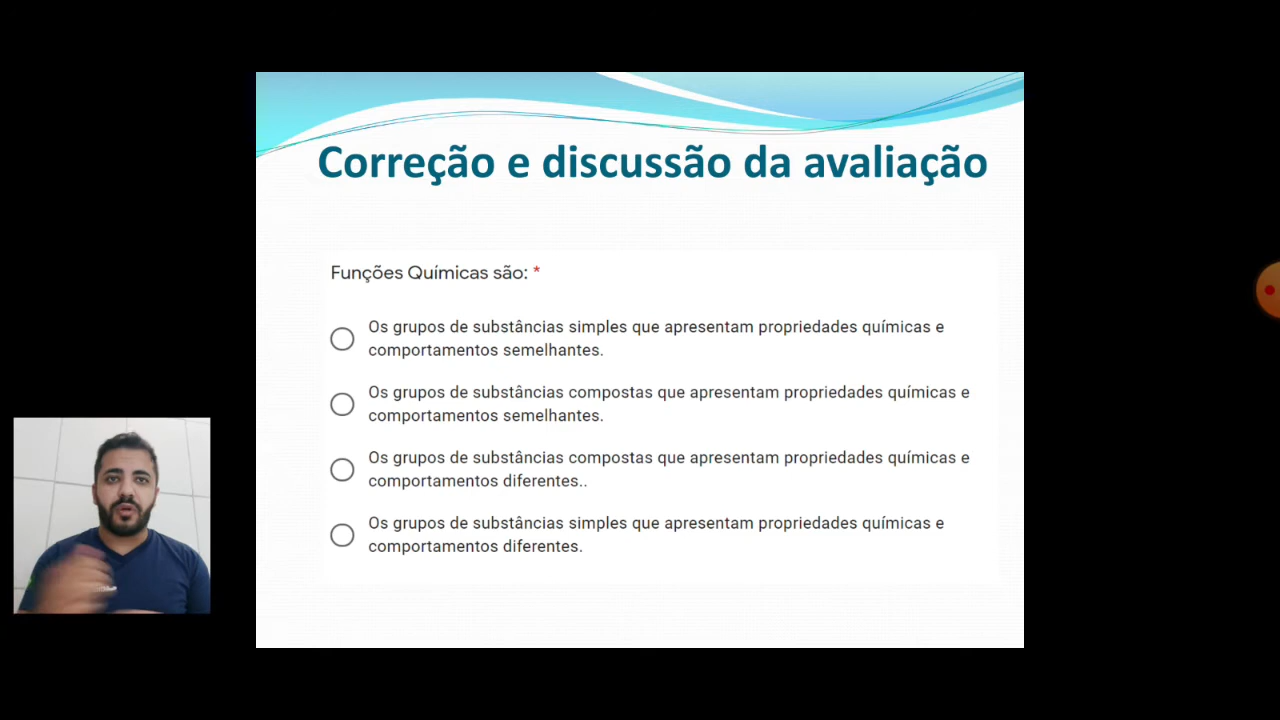 Correção e discussão da avaliação
Funções Químicas são: *
Os grupos de substâncias simples que apresentam propriedades químicas e
comportamentos semelhantes.
Os grupos de substâncias compostas que apresentam propriedades químicas e
comportamentos semelhantes.
Os grupos de substâncias compostas que apresentam propriedades químicas e
comportamentos diferentes..
Os grupos de substâncias simples que apresentam propriedades químicas e
comportamentos diferentes.